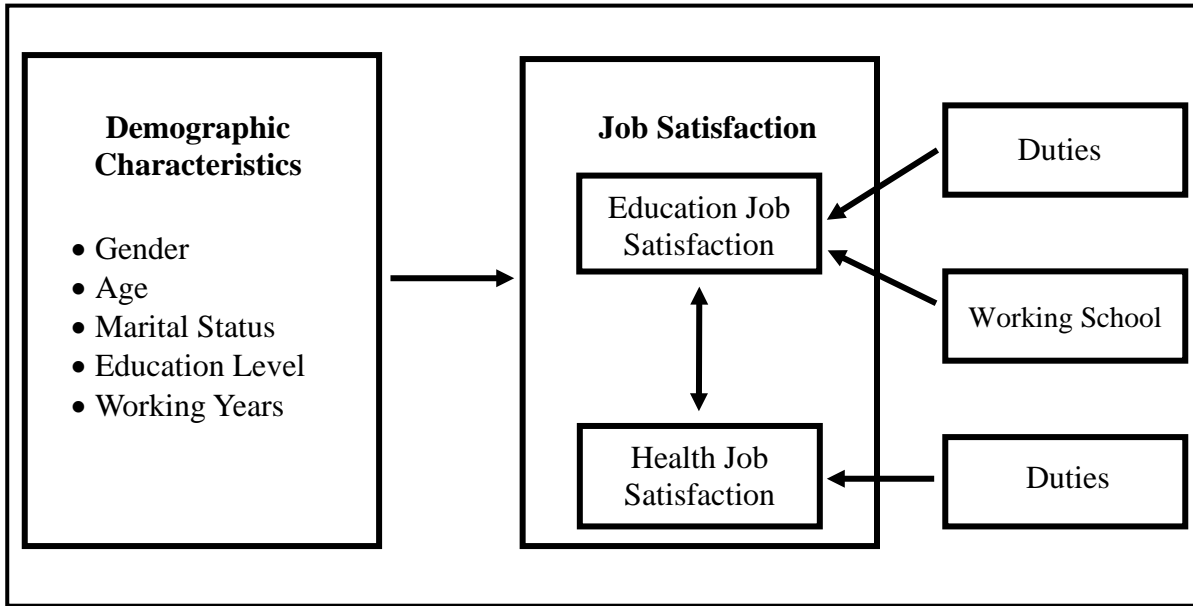 Demographic
Characteristics
• Gender
• Age
• Marital Status
• Education Level
• Working Years
Job Satisfaction
Education Job
Satisfaction
Health Job
Satisfaction
Duties
Working School
Duties